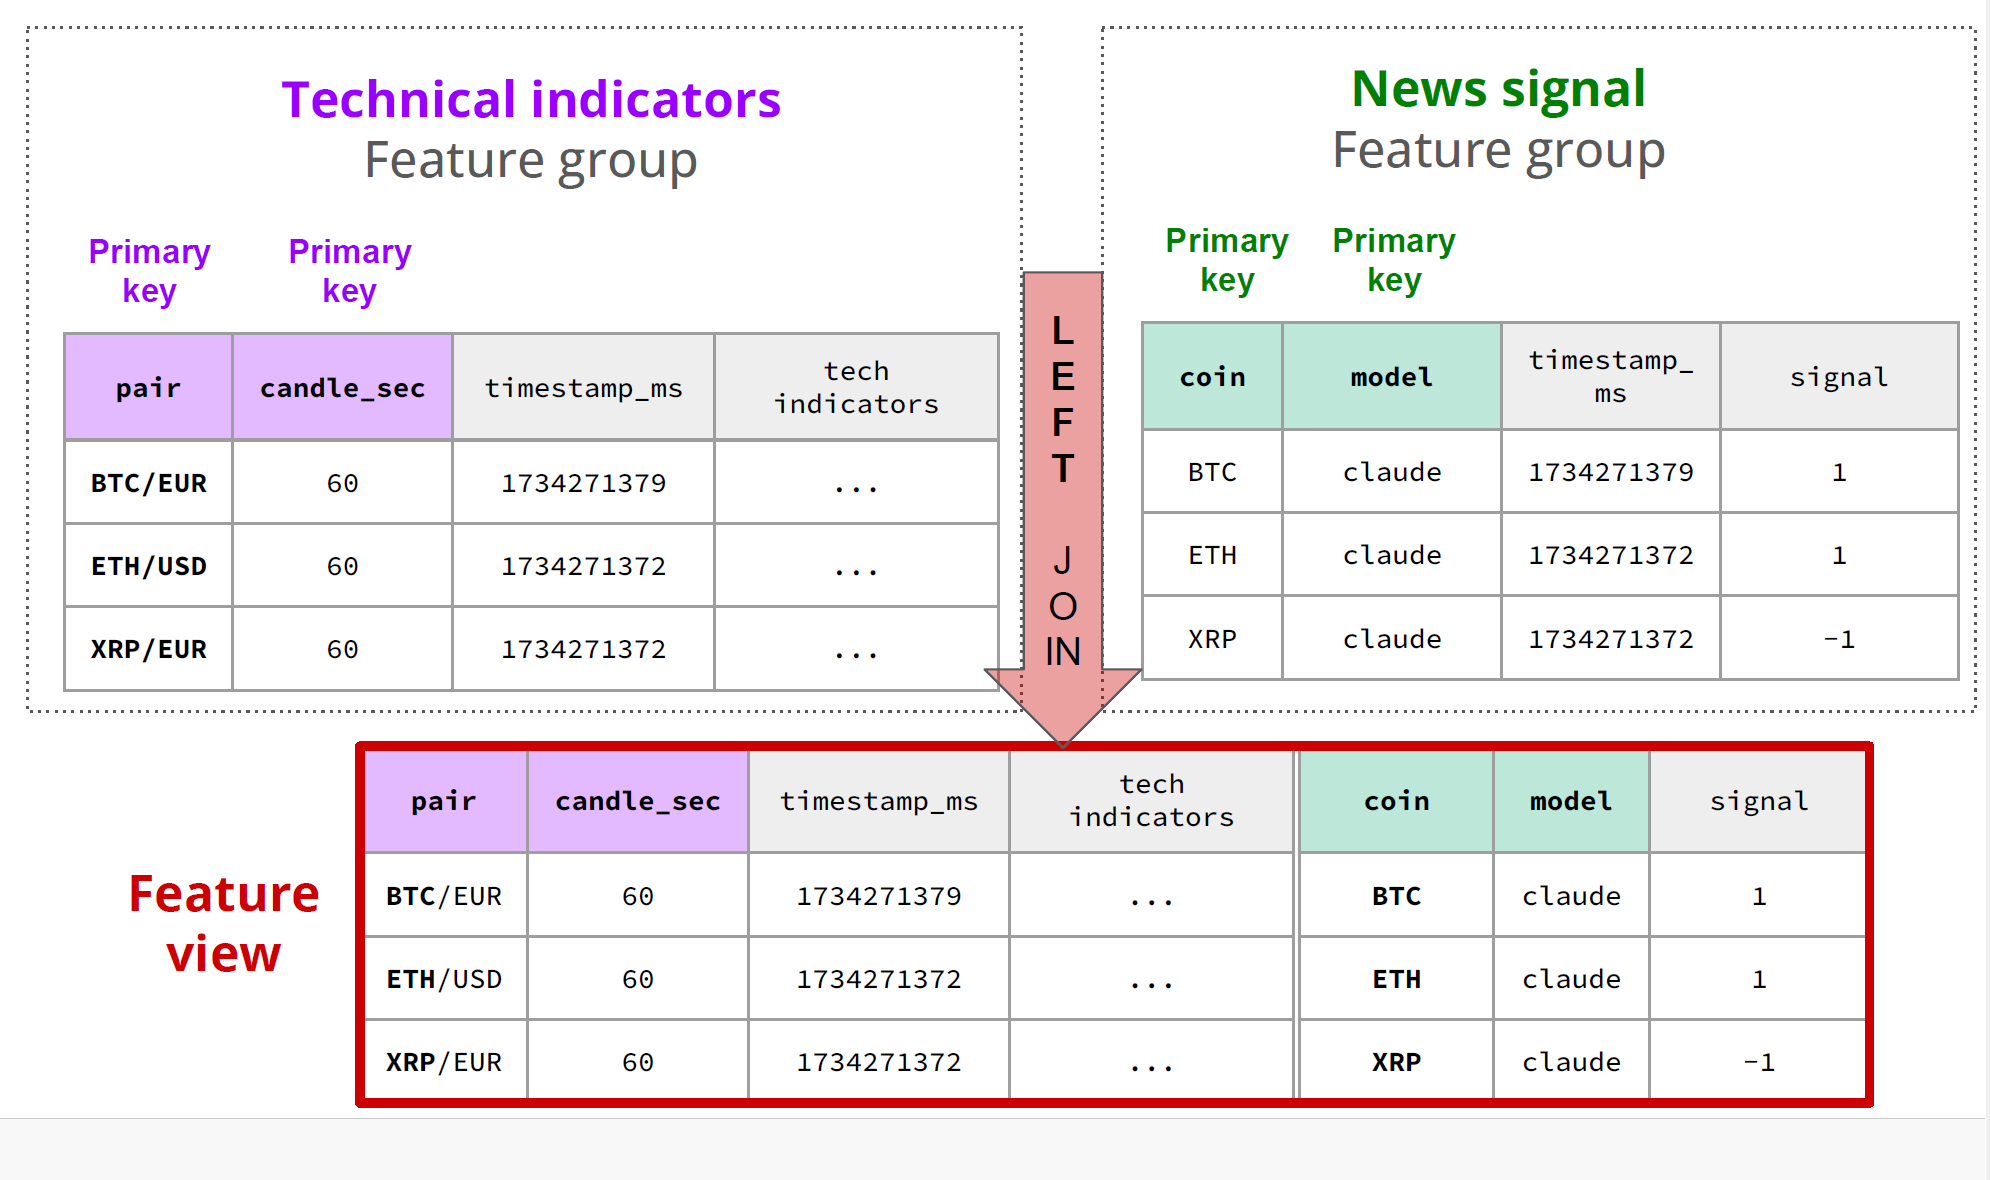 Technical indicators
Feature group
Primary key
Primary key
pair candle_sec timestamp_ms tech indicators
BTC/EUR 60 1734271379 ...
ETH/USD 60 1734271372 ...
XRP/EUR 60 1734271372 ...
LEFT JOIN
News signal
Feature group
Primary key
Primary key
coin model timestamp_ms signal
BTC claude 1734271379 1
ETH claude 1734271372 1
XRP claude 1734271372 -1
Feature view
pair candle_sec timestamp_ms tech indicators coin model signal
BTC/EUR 60 1734271379 ... BTC claude 1
ETH/USD 60 1734271372 ... ETH claude 1
XRP/EUR 60 1734271372 ... XRP claude -1